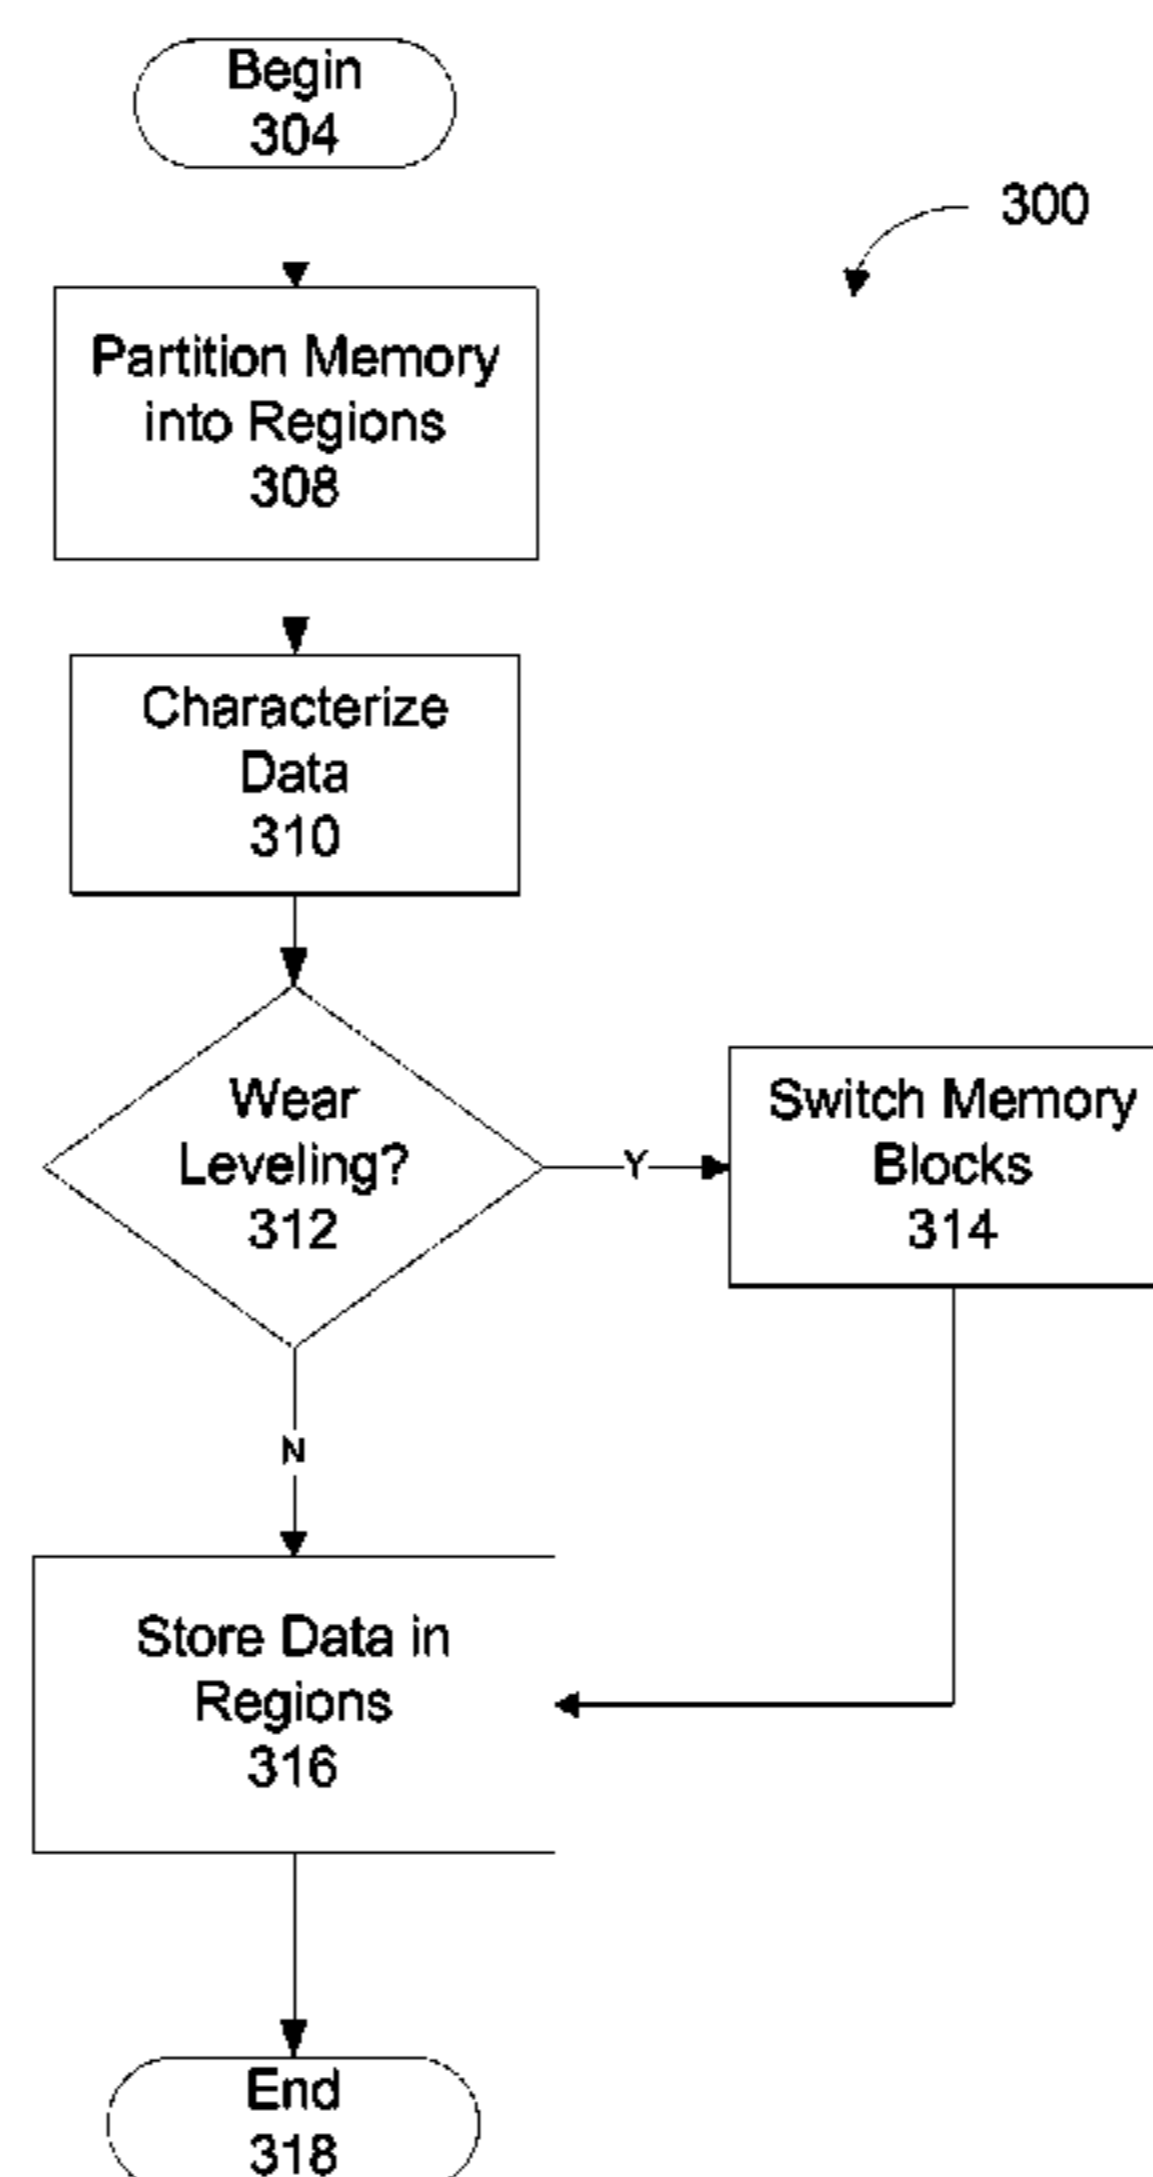 Begin
304
300
Partition Memory
into Regions
308
Characterize
Data
310
Wear
Leveling?
312
Y
Switch Memory
Blocks
314
N
Store Data in
Regions
316
End
318